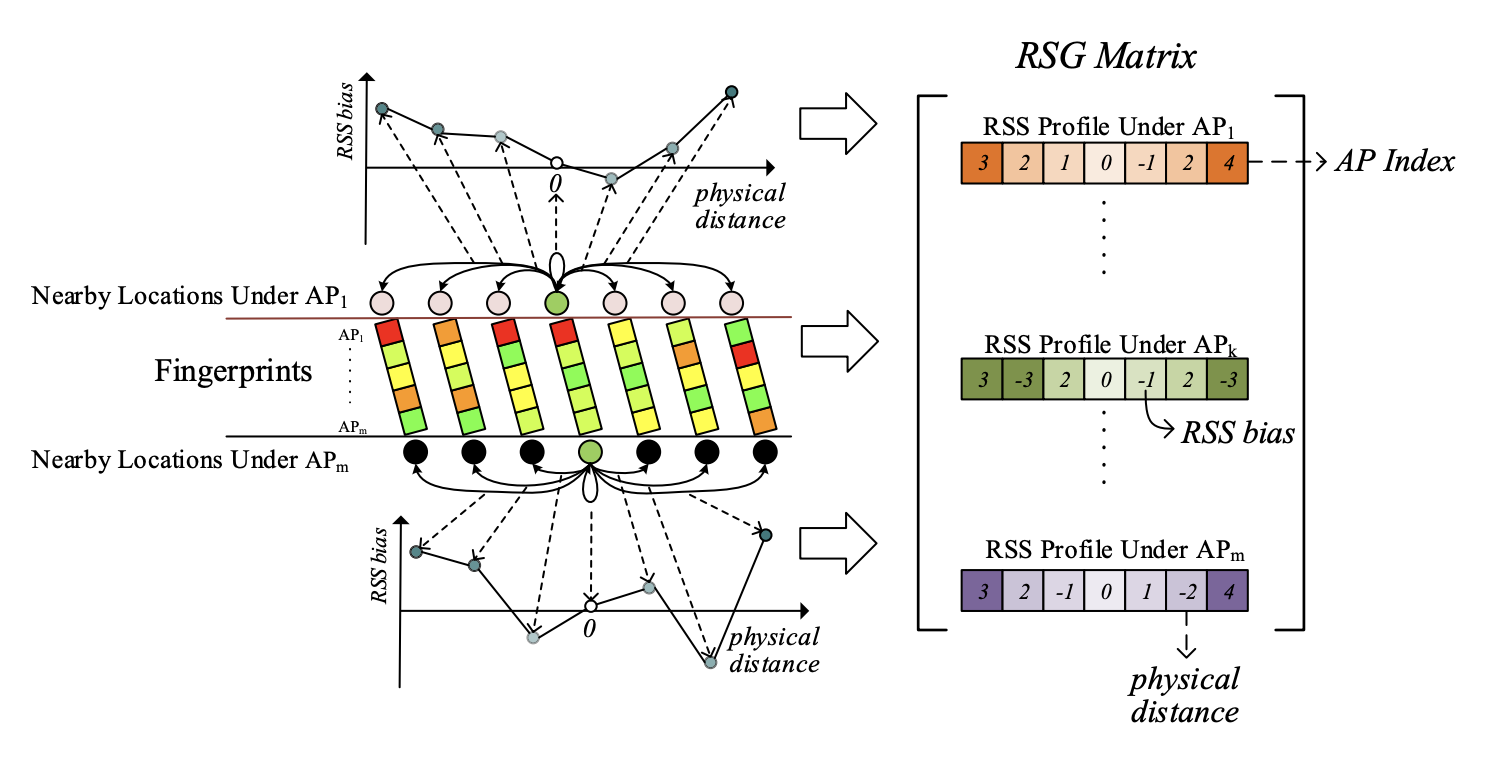 RSG Matrix
RSS bias
0
physical
distance
RSS Profile Under AP1
3 2 1 0 -1 2 4
AP Index
Nearby Locations Under AP1
AP1
Fingerprints
APm
Nearby Locations Under APm
RSS Profile Under APk
3 -3 2 0 -1 2 -3
RSS bias
RSS bias
0
physical
distance
RSS Profile Under APm
3 2 -1 0 1 -2 4
physical
distance